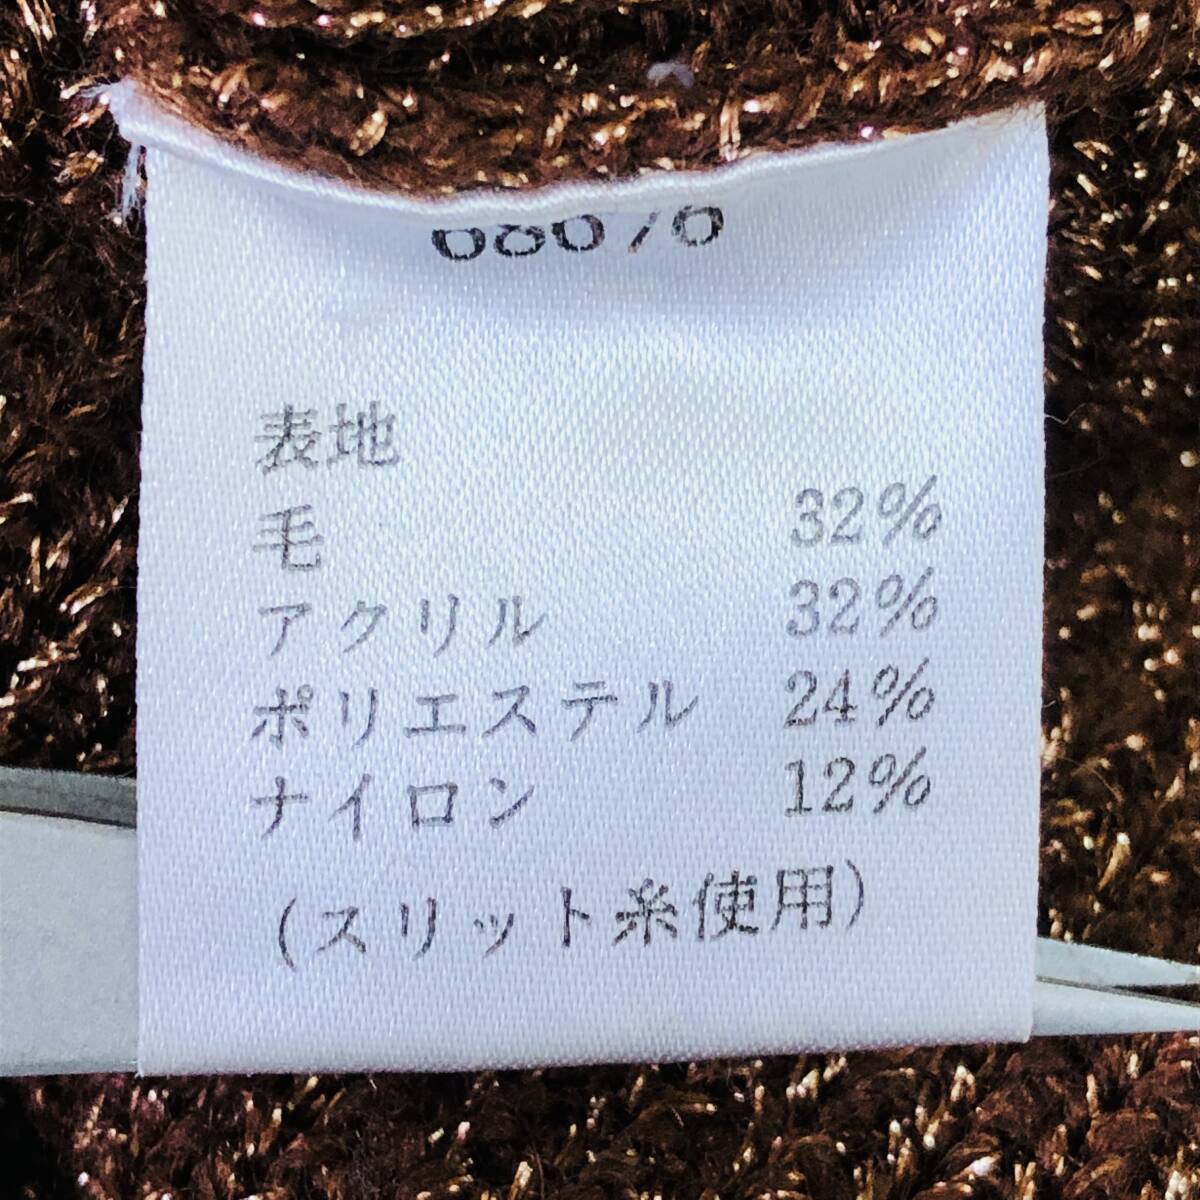 表地
毛 32%
アクリル 32%
ポリエステル 24%
ナイロン 12%
(スリット糸使用)